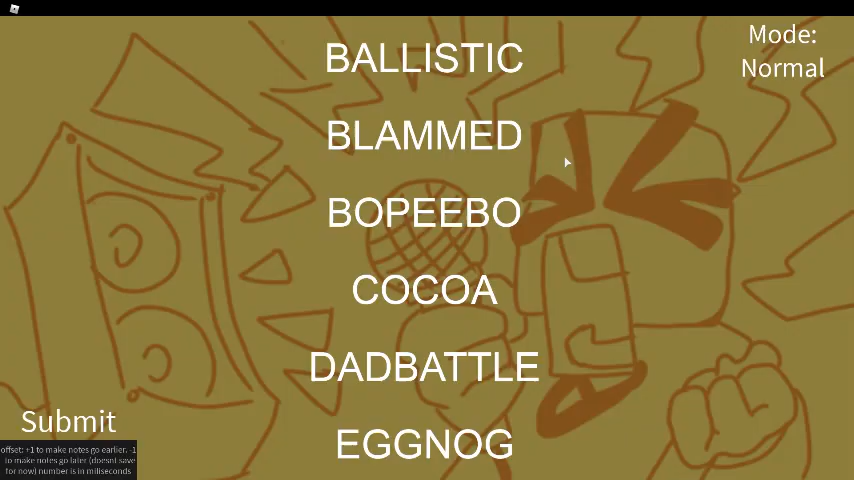 BALLISTIC
Mode:
Normal
BLAMMED
BOPEEBO
COCOA
DADBATTLE
Submit
EGGNOG
offset: +1 to make notes go earlier. -1
to make notes go later (doesnt save
for now) number is in miliseconds